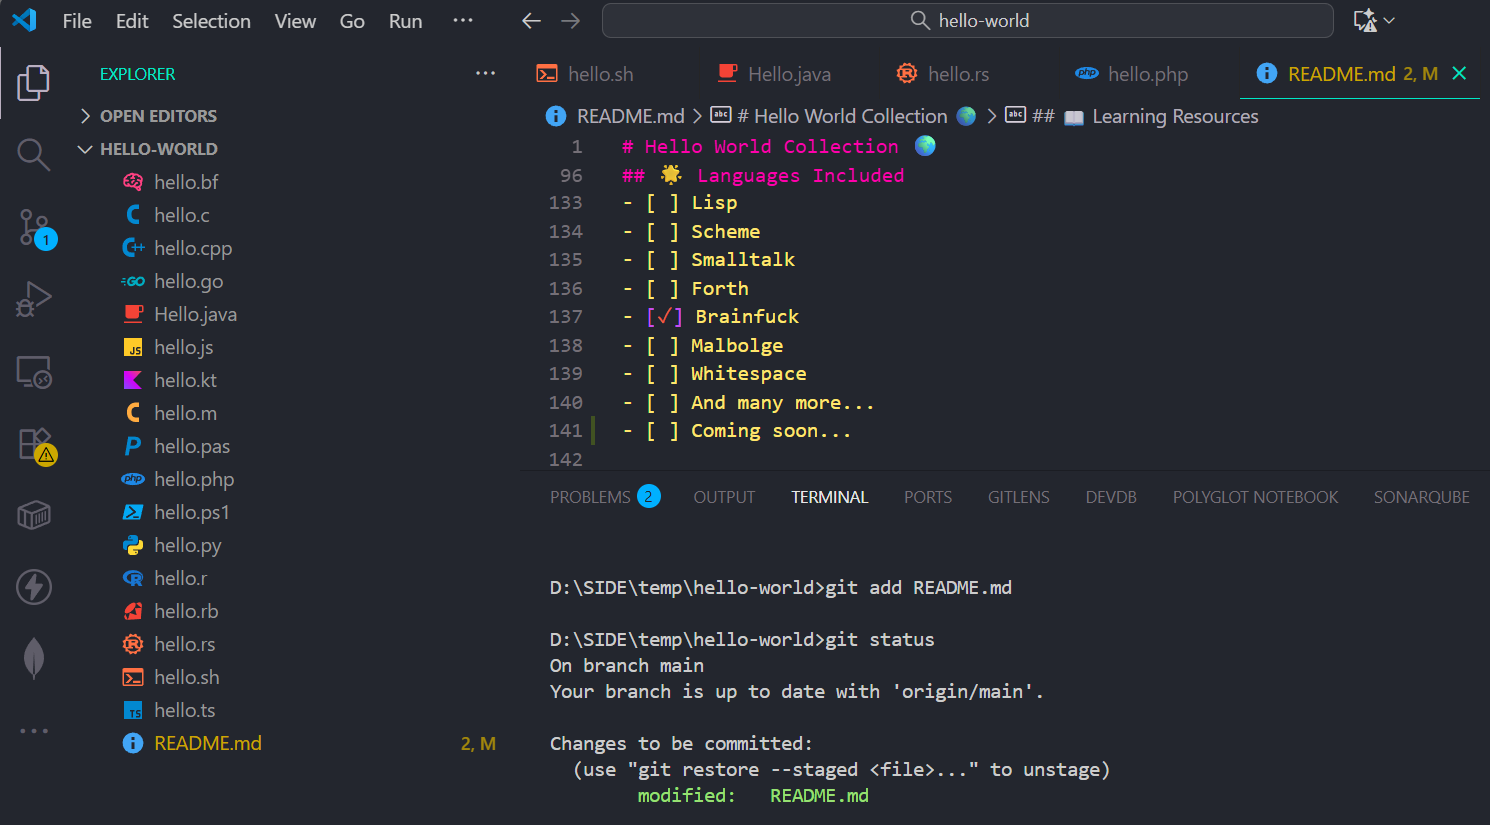 File Edit Selection View Go Run ··· hello-world
EXPLORER ···
OPEN EDITORS
HELLO-WORLD
hello.bf
hello.c
hello.cpp
hello.go
Hello.java
hello.js
hello.kt
hello.m
hello.pas
hello.php
hello.ps1
hello.py
hello.r
hello.rb
hello.rs
hello.sh
hello.ts
README.md 2, M
1
hello.sh Hello.java hello.rs hello.php README.md 2, M
README.md > # Hello World Collection 🌍 > ## 📖 Learning Resources
1 # Hello World Collection 🌍
96 ## 🌟 Languages Included
133 - [ ] Lisp
134 - [ ] Scheme
135 - [ ] Smalltalk
136 - [ ] Forth
137 - [✓] Brainfuck
138 - [ ] Malbolge
139 - [ ] Whitespace
140 - [ ] And many more...
141 - [ ] Coming soon...
142
PROBLEMS 2 OUTPUT TERMINAL PORTS GITLENS DEVDB POLYGLOT NOTEBOOK SONARQUBE
D:\SIDE\temp\hello-world>git add README.md
D:\SIDE\temp\hello-world>git status
On branch main
Your branch is up to date with 'origin/main'.
Changes to be committed:
(use "git restore --staged <file>..." to unstage)
modified: README.md